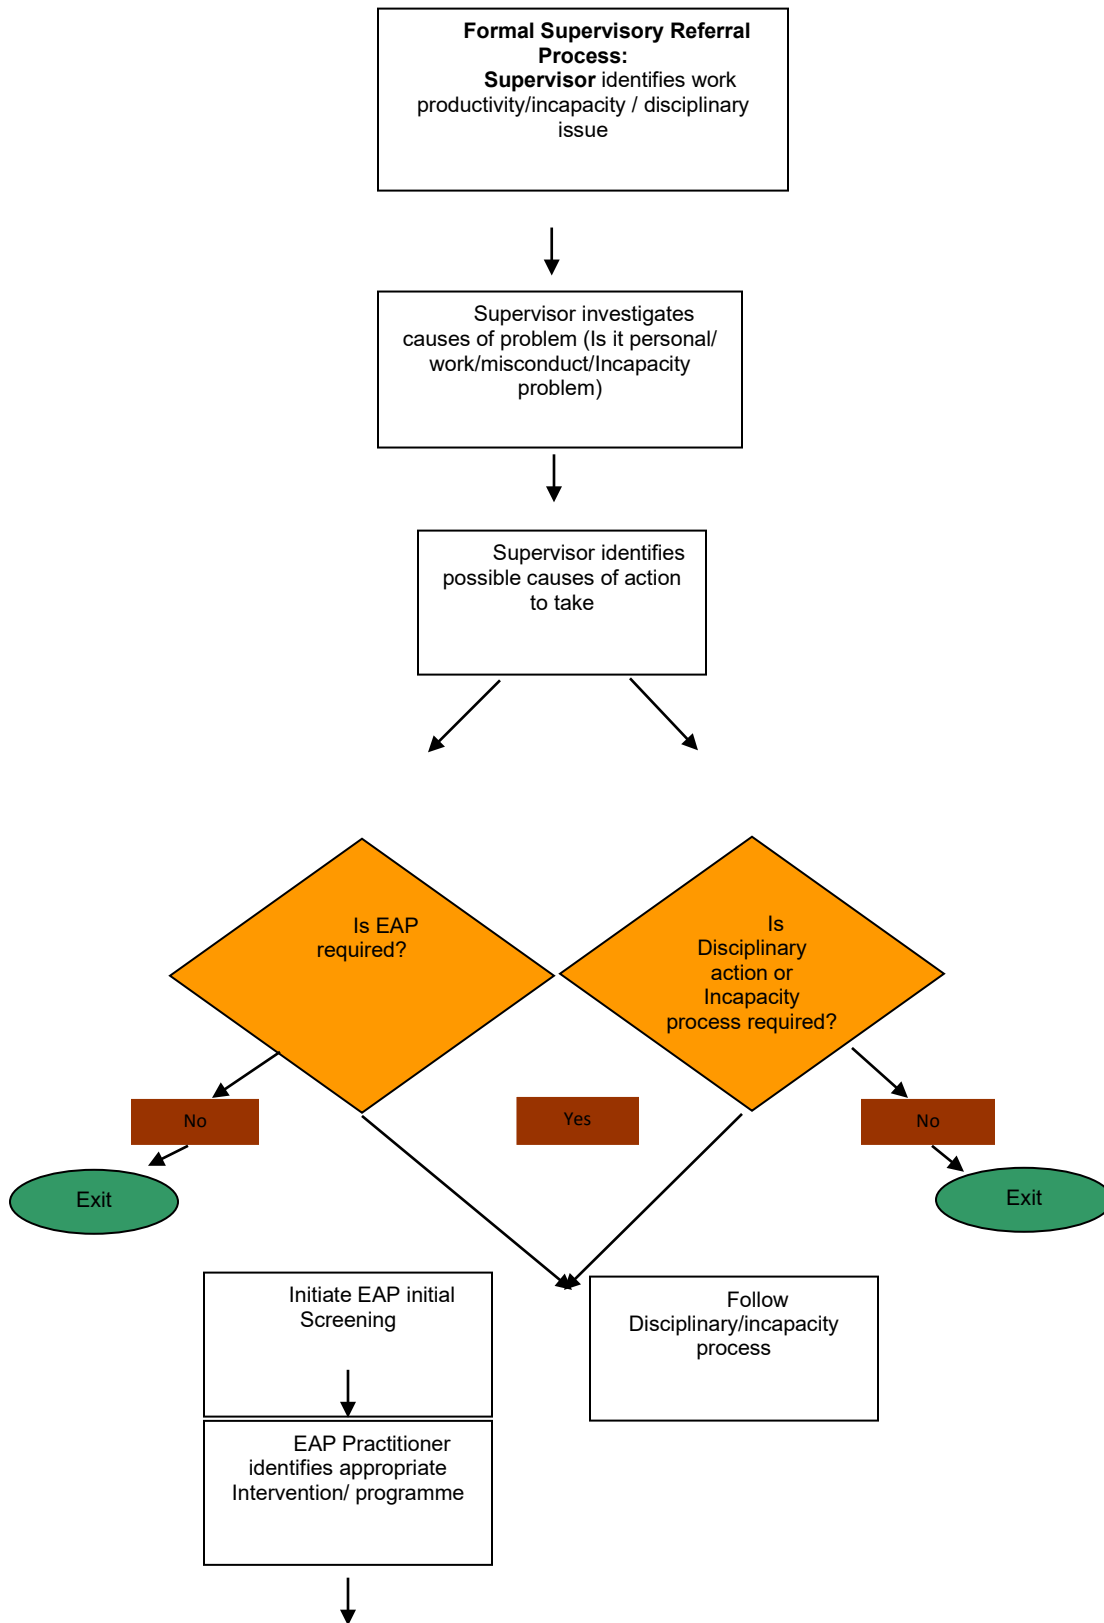 Formal Supervisory Referral
Process:
Supervisor identifies work
productivity/incapacity / disciplinary
issue
Supervisor investigates
causes of problem (Is it personal/
work/misconduct/Incapacity
problem)
Supervisor identifies
possible causes of action
to take
Is EAP
required?
Is
Disciplinary
action or
Incapacity
process required?
No
Yes
No
Exit
Exit
Initiate EAP initial
Screening
Follow
Disciplinary/incapacity
process
EAP Practitioner
identifies appropriate
Intervention/ programme